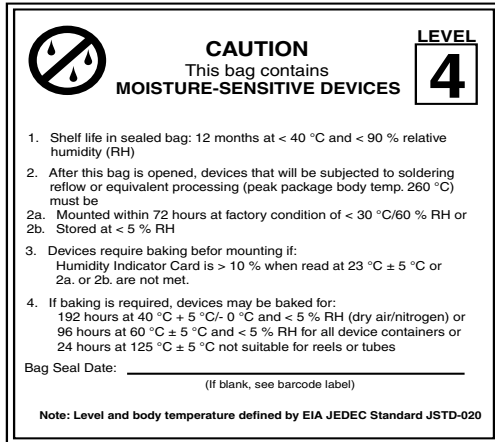 LEVEL
CAUTION
4
This bag contains
MOISTURE-SENSITIVE DEVICES
1. Shelf life in sealed bag: 12 months at < 40 °C and < 90 % relative
humidity (RH)
2. After this bag is opened, devices that will be subjected to soldering
reflow or equivalent processing (peak package body temp. 260 °C)
must be
2a. Mounted within 72 hours at factory condition of < 30 °C/60 % RH or
2b. Stored at < 5 % RH
3. Devices require baking befor mounting if:
Humidity Indicator Card is > 10 % when read at 23 °C ± 5 °C or
2a. or 2b. are not met.
4. If baking is required, devices may be baked for:
192 hours at 40 °C + 5 °C/- 0 °C and < 5 % RH (dry air/nitrogen) or
96 hours at 60 °C ± 5 °C and < 5 % RH for all device containers or
24 hours at 125 °C ± 5 °C not suitable for reels or tubes
Bag Seal Date:
(If blank, see barcode label)
Note: Level and body temperature defined by EIA JEDEC Standard JSTD-020